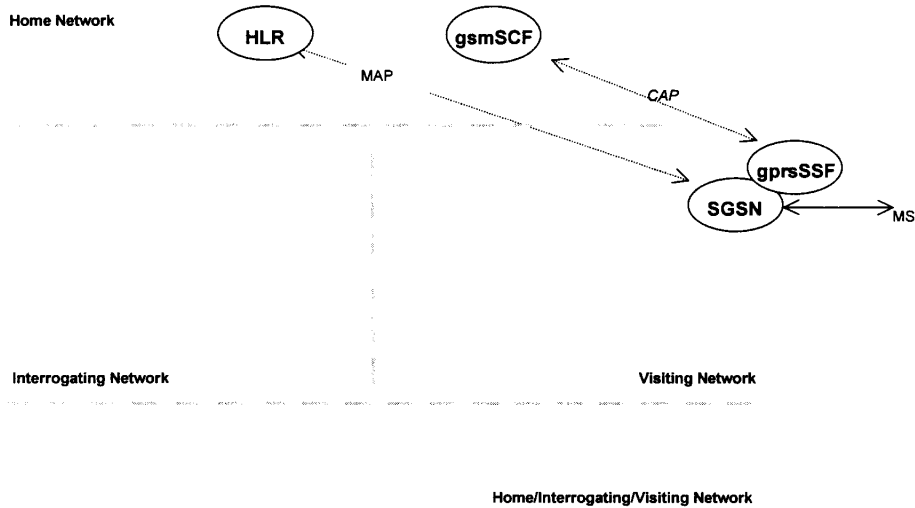 Home Network
HLR
gsmSCF
MAP
CAP
gprsSSF
SGSN
MS
Interrogating Network
Visiting Network
Home/Interrogating/Visiting Network